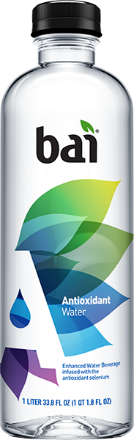 bai
Antioxidant
Water
Enhanced Water Beverage
infused with the
antioxidant selenium
1 LITER 33.8 FL OZ (1 QT 1.8 FL OZ)